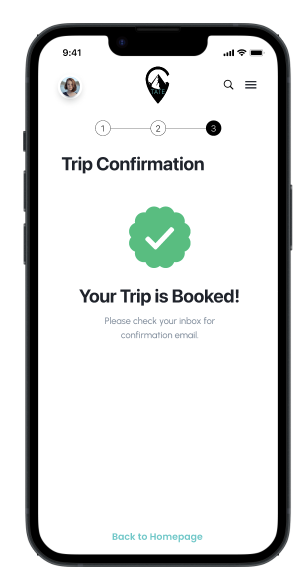 9:41
1 2 3
Trip Confirmation
Your Trip is Booked!
Please check your inbox for
confirmation email.
Back to Homepage